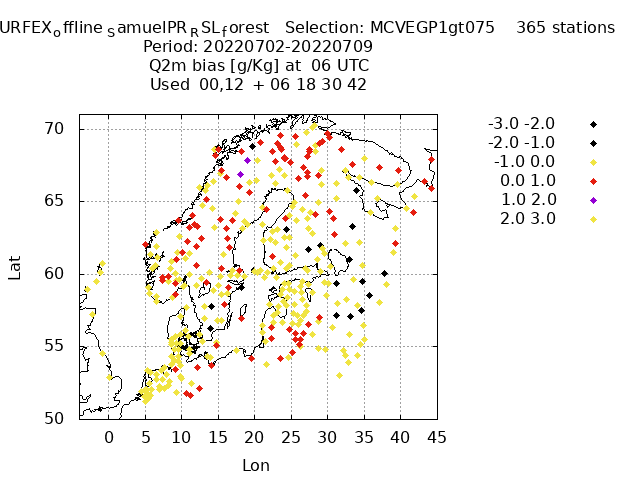 URFEXoffline SamuelPRRSLforest Selection: MCVEGP1gt075 365 stations
Period: 20220702-20220709
Q2m bias [g/Kg] at 06 UTC
Used 00,12 + 06 18 30 42
-3.0 -2.0
-2.0 -1.0
-1.0 0.0
0.0 1.0
1.0 2.0
2.0 3.0
70
65
60
55
50
Lat
0 5 10 15 20 25 30 35 40 45
Lon